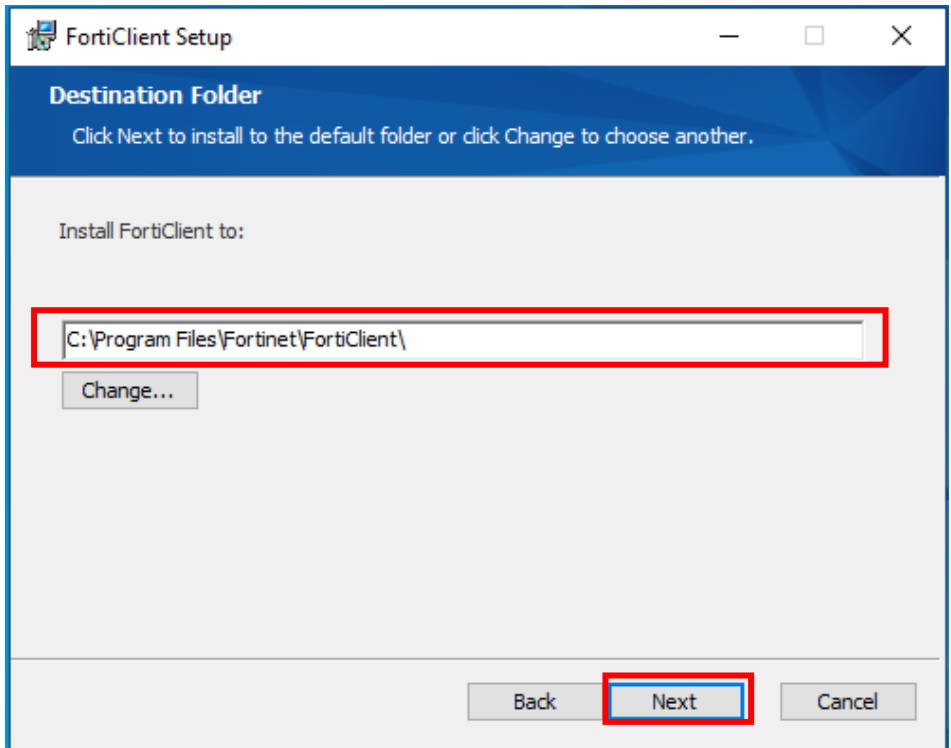 FortiClient Setup
Destination Folder
Click Next to install to the default folder or click Change to choose another.
Install FortiClient to:
C:\Program Files\Fortinet\FortiClient\
Change...
Back Next Cancel